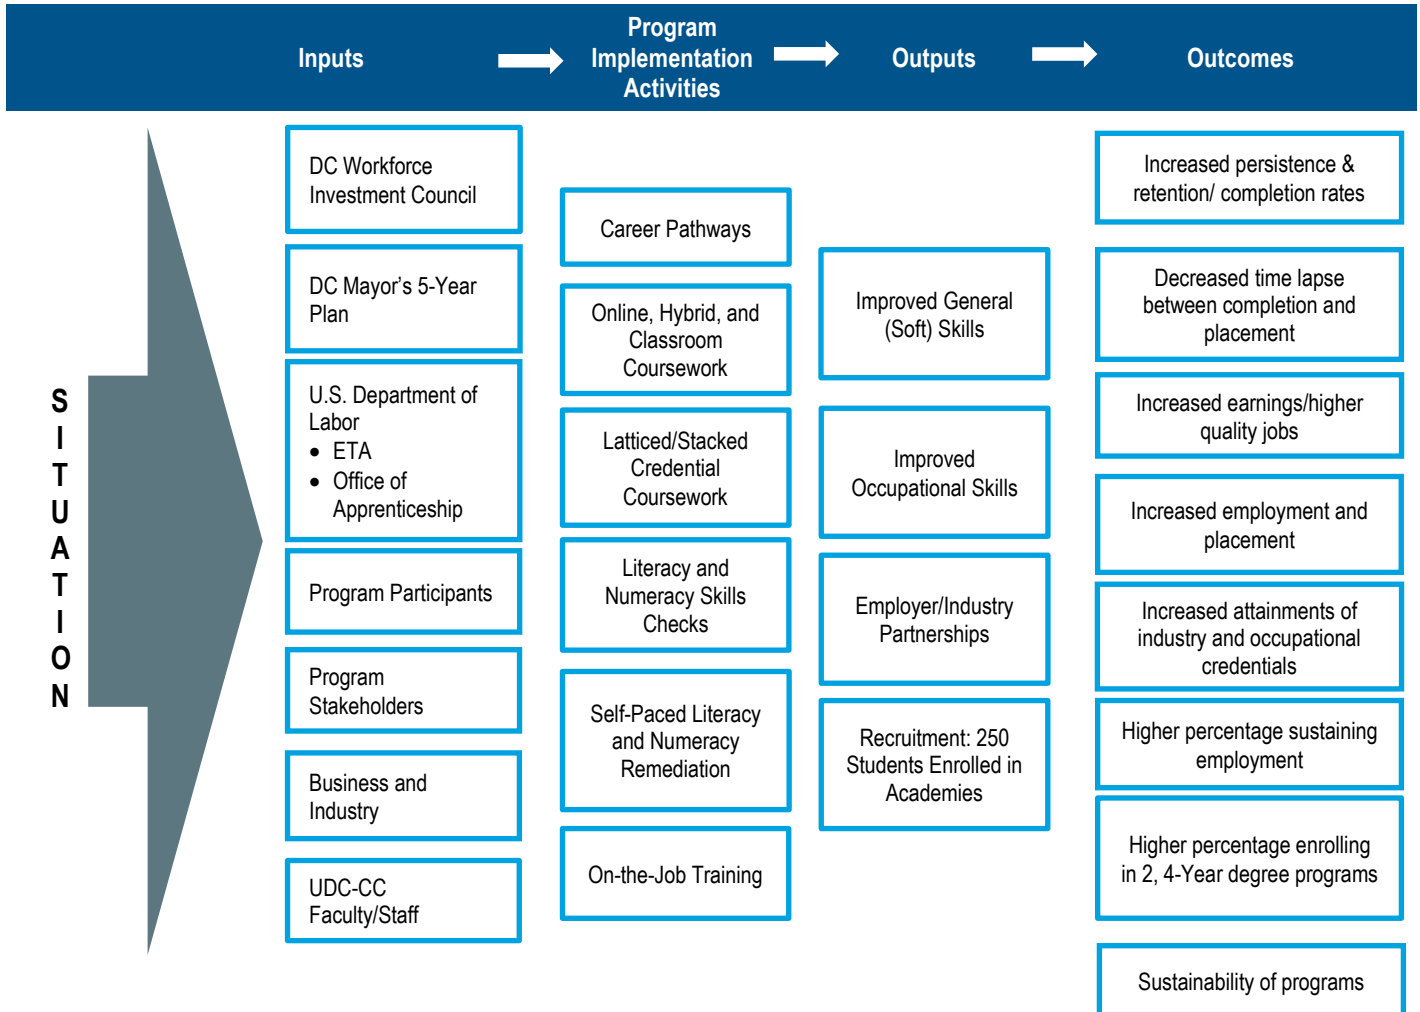 Inputs
Program
Implementation
Activities
Outputs
Outcomes
S
I
T
U
A
T
I
O
N
DC Workforce
Investment Council
DC Mayor's 5-Year
Plan
U.S. Department of
Labor
• ETA
• Office of
Apprenticeship
Program Participants
Program
Stakeholders
Business and
Industry
UDC-CC
Faculty/Staff
Career Pathways
Online, Hybrid, and
Classroom
Coursework
Latticed/Stacked
Credential
Coursework
Literacy and
Numeracy Skills
Checks
Self-Paced Literacy
and Numeracy
Remediation
On-the-Job Training
Improved General
(Soft) Skills
Improved
Occupational Skills
Employer/Industry
Partnerships
Recruitment: 250
Students Enrolled in
Academies
Increased persistence &
retention/ completion rates
Decreased time lapse
between completion and
placement
Increased earnings/higher
quality jobs
Increased employment and
placement
Increased attainments of
industry and occupational
credentials
Higher percentage sustaining
employment
Higher percentage enrolling
in 2, 4-Year degree programs
Sustainability of programs